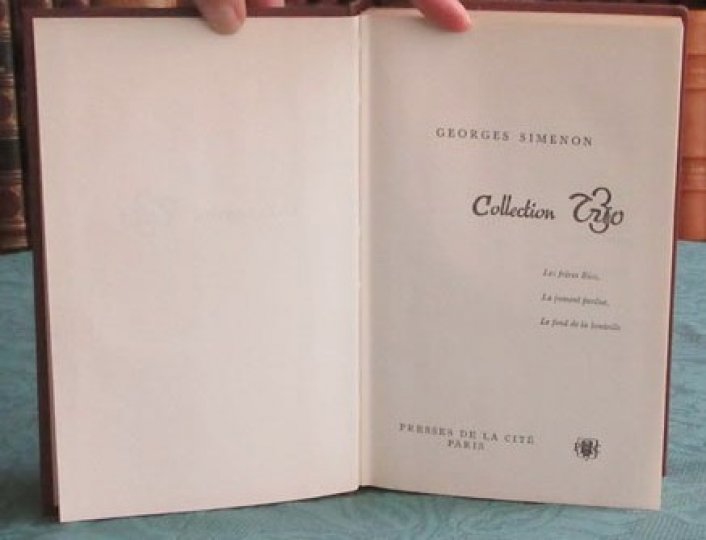 GEORGES SIMENON
Collection Trio
Les frères Rico.
La jument perdue.
Le fond de la bouteille
PRESSES DE LA CITÉ
PARIS